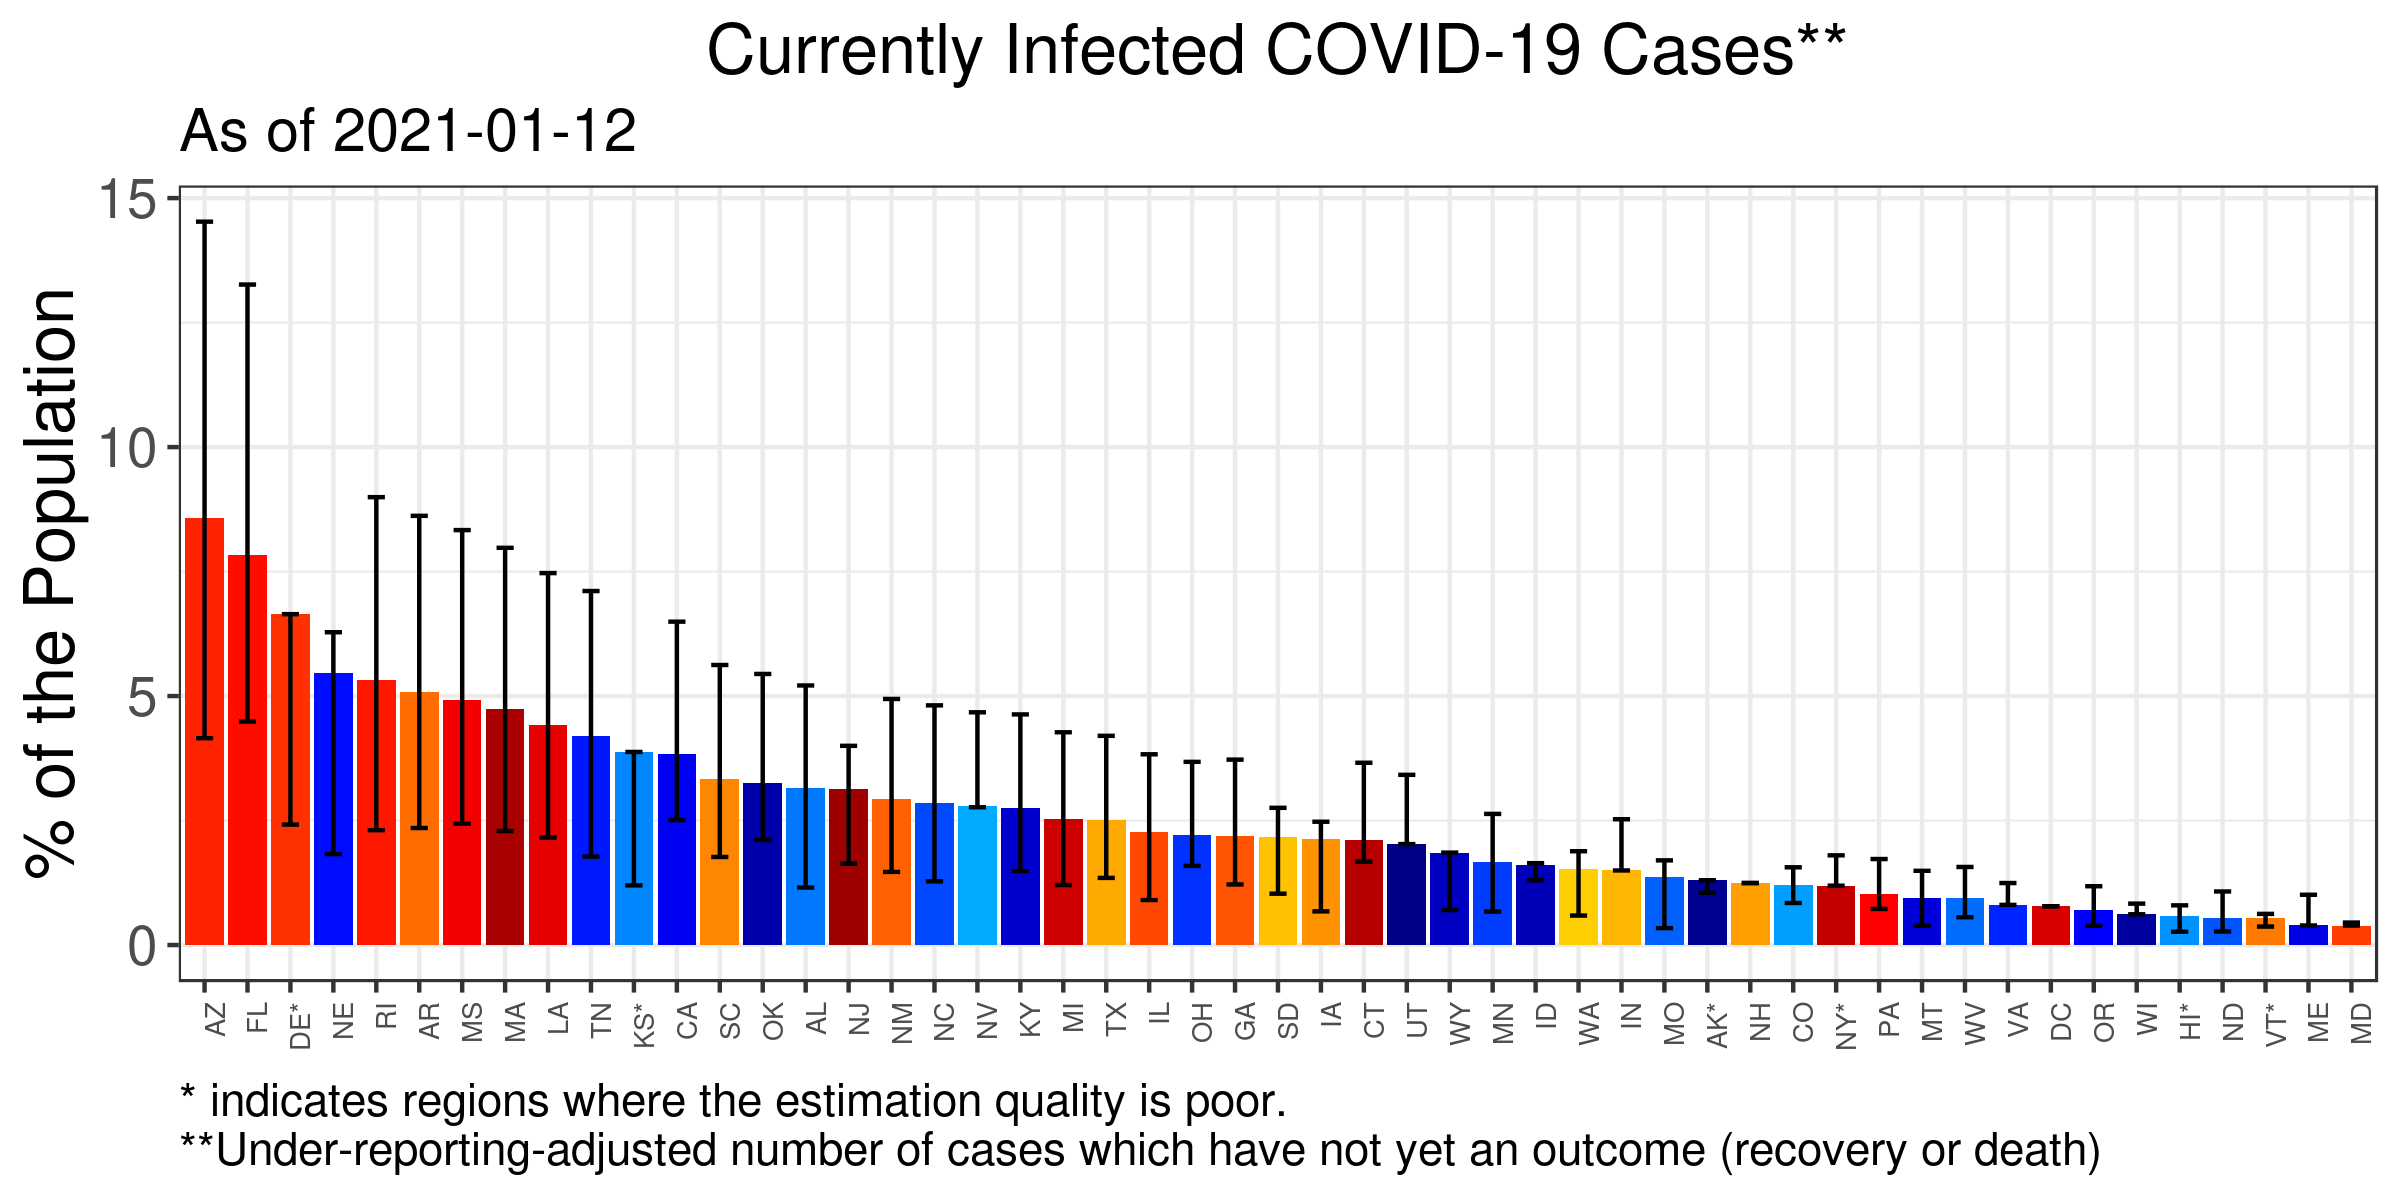 Currently Infected COVID-19 Cases**
As of 2021-01-12
% of the Population
15
10
5
0
AZ FL DE* NE RI AR MS MA LA TN KS* CA SC OK AL NJ NM NC NV KY MI TX IL OH GA SD IA CT UT WY MN ID WA IN MO AK* NH CO NY* PA MT WV VA DC OR WI HI* ND VT* ME MD
* indicates regions where the estimation quality is poor.
**Under-reporting-adjusted number of cases which have not yet an outcome (recovery or death)